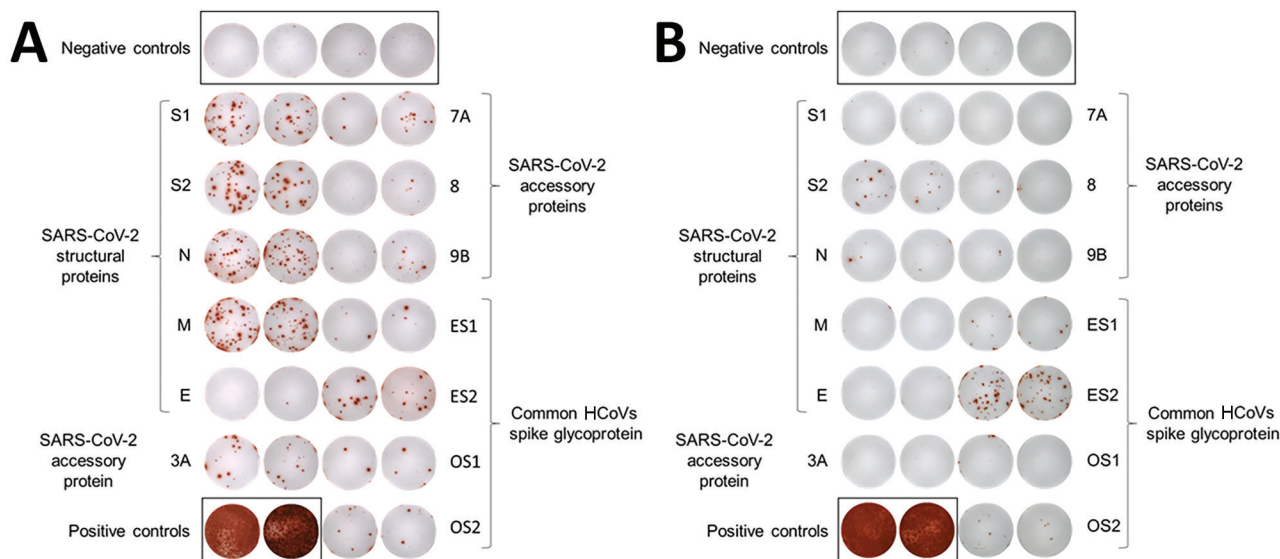 A
Negative controls
S1
7A
S2
8
SARS-CoV-2
accessory
proteins
SARS-CoV-2
structural
proteins
N
9B
M
ES1
E
ES2
Common HCoVs
spike glycoprotein
SARS-CoV-2
accessory
protein
3A
OS1
Positive controls
OS2
B
Negative controls
S1
7A
S2
8
SARS-CoV-2
accessory
proteins
SARS-CoV-2
structural
proteins
N
9B
M
ES1
E
ES2
Common HCoVs
spike glycoprotein
SARS-CoV-2
accessory
protein
3A
OS1
Positive controls
OS2